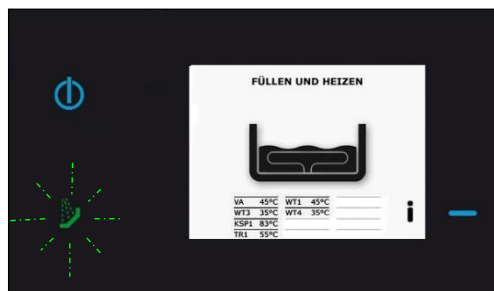 FÜLLEN UND HEIZEN
VA 45°C WT1 45°C
WT3 35°C WT4 35°C
KSP1 83°C
TR1 55°C
i